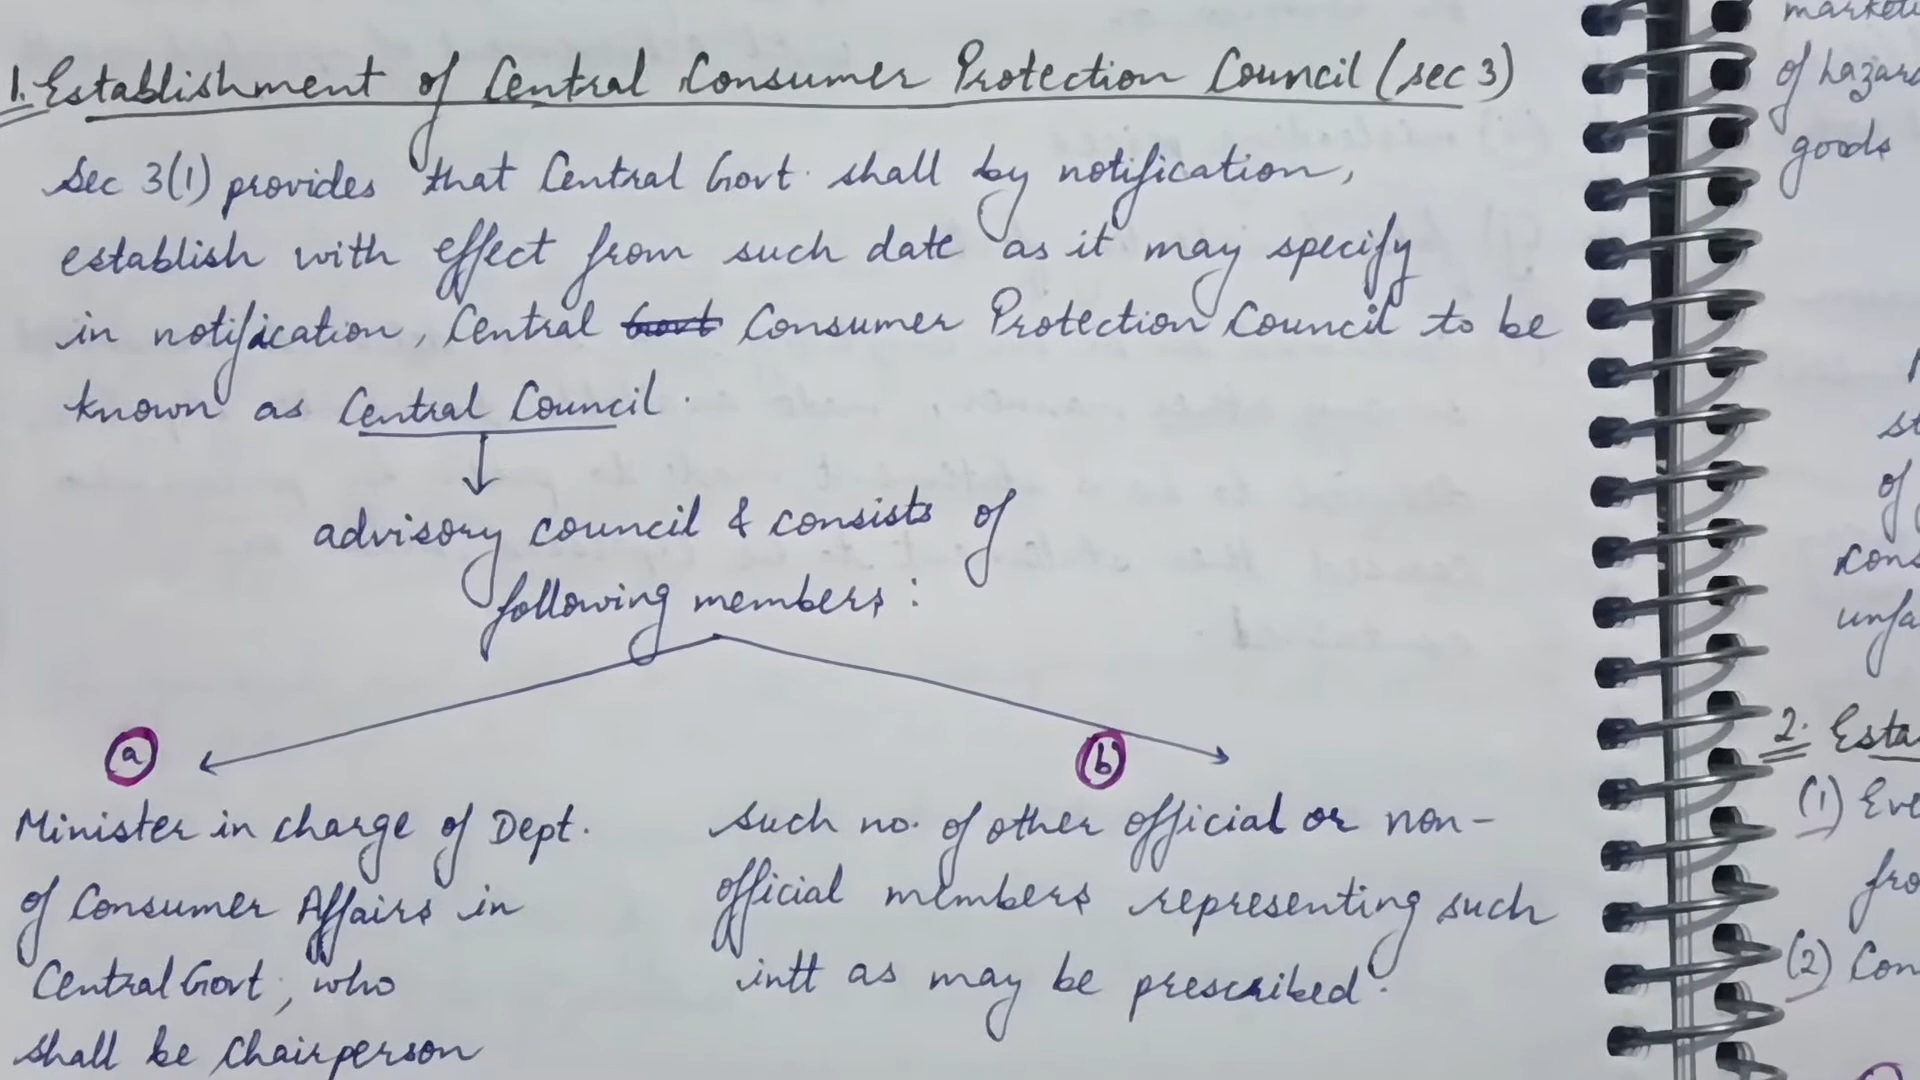 1. Establishment of Central Consumer Protection Council (sec 3)
Sec 3(1) provides that Central Govt. shall by notification,
establish with effect from such date as it may specify
in notification, Central Govt Consumer Protection Council to be
known as Central Council.
advisory council & consists of
following members:
a
Minister in charge of Dept.
of Consumer Affairs in
Central Govt, who
shall be Chairperson
b
such no. of other official or non-
official members representing such
intt as may be prescribed.
of hazard
goods
of
2. Esta
(1) Eve
fro
(2) Con